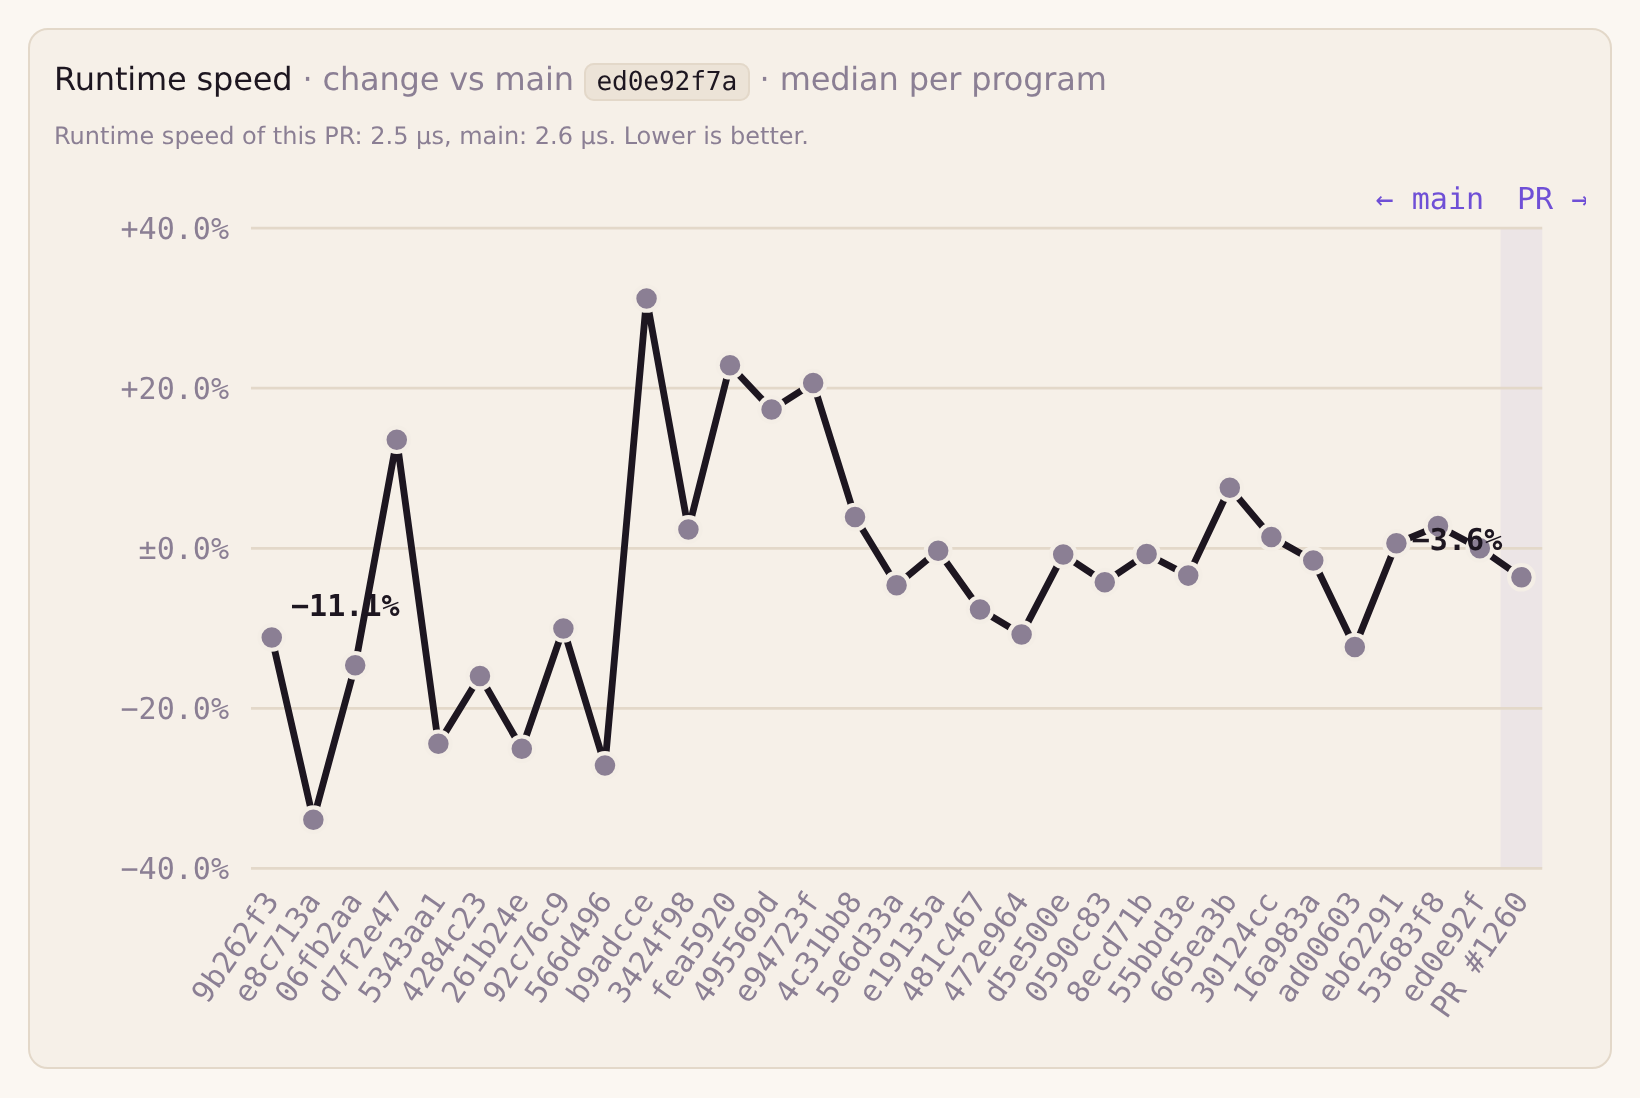 Runtime speed · change vs main ed0e92f7a · median per program
Runtime speed of this PR: 2.5 µs, main: 2.6 µs. Lower is better.
← main PR →
+40.0%
+20.0%
±0.0%
−20.0%
−40.0%
−11.1%
−3.6%
9b262f3
e8c713a
06fb2aa
d7f2e47
5343aa1
4284c23
261b24e
92c76c9
566d496
b9adcce
3424f98
fea5920
495569d
e94723f
4c31bb8
5e6d33a
e19135a
481c467
472e964
d5e500e
0590c83
8ecd71b
55bbd3e
665ea3b
30124cc
16a983a
ad00603
eb62291
53683f8
ed0e92f
PR #1260